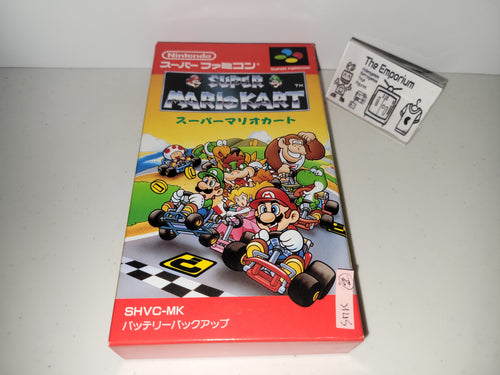 Nintendo
スーパーファミコン
SUPER FAMICOM
SUPER
MARIO KART
TM
スーパーマリオカート
SHVC-MK
バッテリーバックアップ
SMK
The Emporium